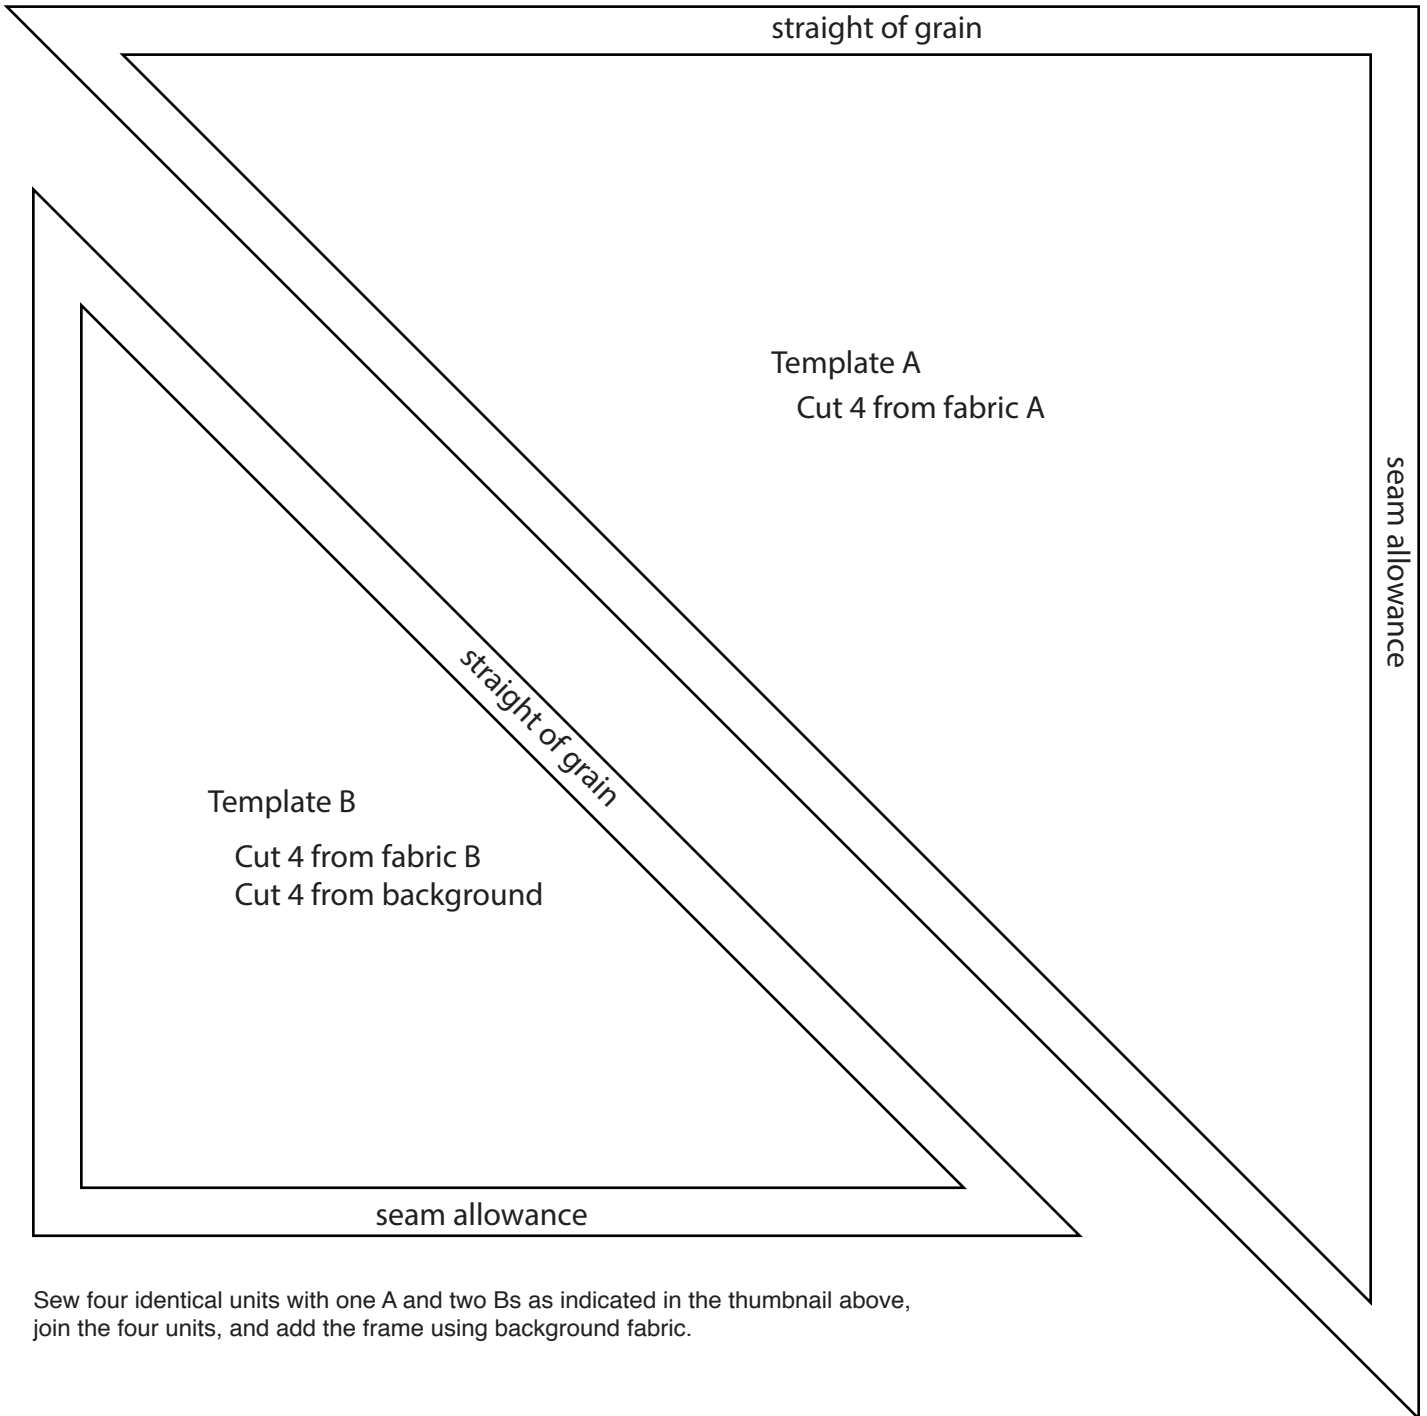 straight of grain
Template A
Cut 4 from fabric A
seam allowance
straight of grain
Template B
Cut 4 from fabric B
Cut 4 from background
seam allowance
Sew four identical units with one A and two Bs as indicated in the thumbnail above,
join the four units, and add the frame using background fabric.